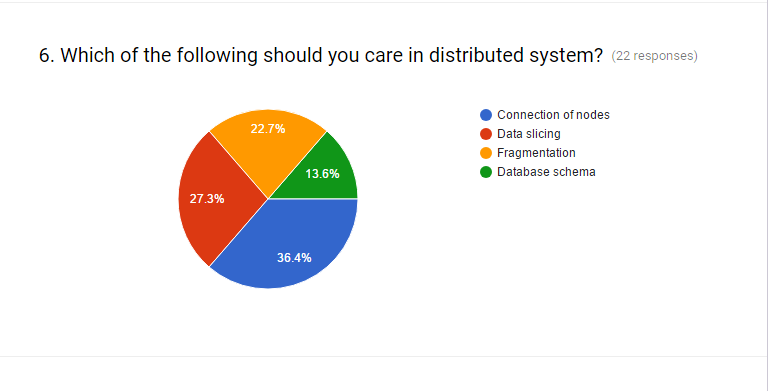 6. Which of the following should you care in distributed system? (22 responses)
22.7%
13.6%
27.3%
36.4%
Connection of nodes
Data slicing
Fragmentation
Database schema